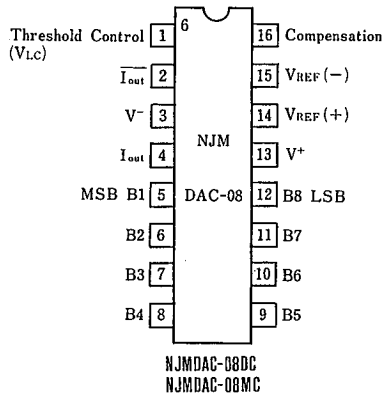 Threshold Control 1 6 16 Compensation
(VLC)
Iout 2 15 VREF(−)
V− 3 14 VREF(+)
NJM
Iout 4 13 V+
MSB B1 5 DAC-08 12 B8 LSB
B2 6 11 B7
B3 7 10 B6
B4 8 9 B5
NJMDAC-08DC
NJMDAC-08MC